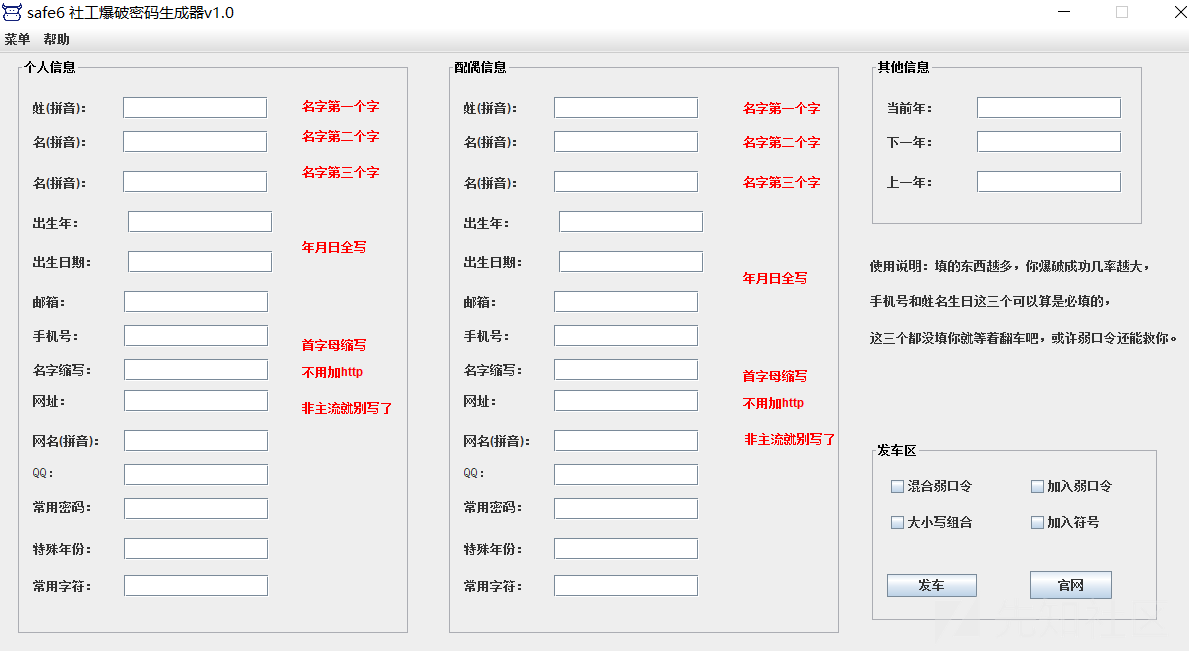 safe6 社工爆破密码生成器v1.0
菜单 帮助
个人信息
姓(拼音): 名字第一个字
名(拼音): 名字第二个字
名(拼音): 名字第三个字
出生年:
年月日全写
出生日期:
邮箱:
手机号:
首字母缩写
名字缩写: 不用加http
网址: 非主流就别写了
网名(拼音):
QQ:
常用密码:
特殊年份:
常用字符:
配偶信息
姓(拼音): 名字第一个字
名(拼音): 名字第二个字
名(拼音): 名字第三个字
出生年:
出生日期:
年月日全写
邮箱:
手机号:
名字缩写: 首字母缩写
网址: 不用加http
网名(拼音): 非主流就别写了
QQ:
常用密码:
特殊年份:
常用字符:
其他信息
当前年:
下一年:
上一年:
使用说明：填的东西越多，你爆破成功几率越大，
手机号和姓名生日这三个可以算是必填的，
这三个都没填你就等着翻车吧，或许弱口令还能救你。
发车区
混合弱口令 加入弱口令
大小写组合 加入符号
发车 官网
先知社区